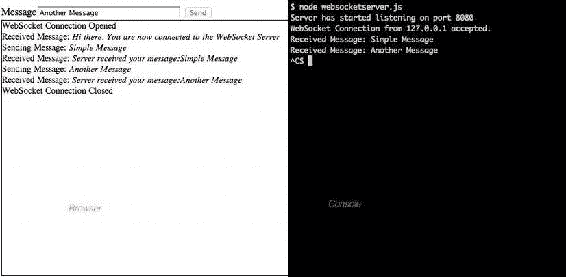 Message Another Message Send
WebSocket Connection Opened
Received Message: Hi there. You are now connected to the WebSocket Server
Sending Message: Simple Message
Received Message: Server received your message:Simple Message
Sending Message: Another Message
Received Message: Server received your message:Another Message
WebSocket Connection Closed
Browser
$ node websocketserver.js
Server has started listening on port 8080
WebSocket Connection from 127.0.0.1 accepted.
Received Message: Simple Message
Received Message: Another Message
^C$
Console